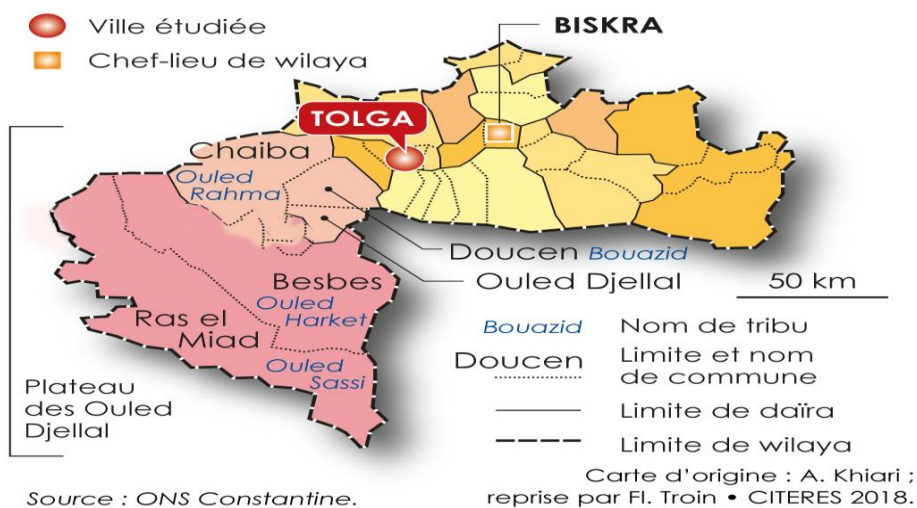 Ville étudiée
BISKRA
Chef-lieu de wilaya
TOLGA
Chaiba
Ouled
Rahma
Doucen Bouazid
Ouled Djellal
Besbes
Ouled
Harket
Ras el
Miad
Ouled
Sassi
Plateau
des Ouled
Djellal
50 km
Bouazid Nom de tribu
Doucen Limite et nom
de commune
Limite de daïra
Limite de wilaya
Carte d'origine : A. Khiari ;
Source : ONS Constantine.
reprise par Fl. Troin • CITERES 2018.